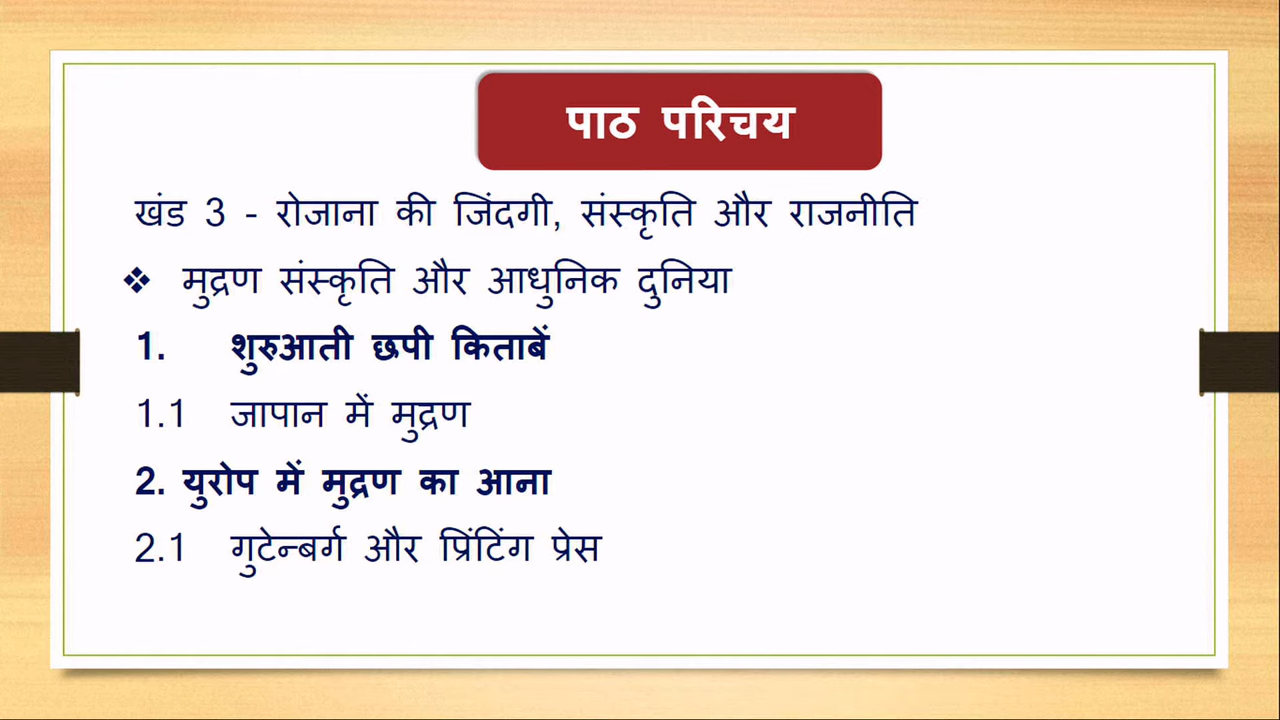 पाठ परिचय
खंड 3 - रोजाना की जिंदगी, संस्कृति और राजनीति
❖ मुद्रण संस्कृति और आधुनिक दुनिया
1. शुरुआती छपी किताबें
1.1 जापान में मुद्रण
2. युरोप में मुद्रण का आना
2.1 गुटेन्बर्ग और प्रिंटिंग प्रेस